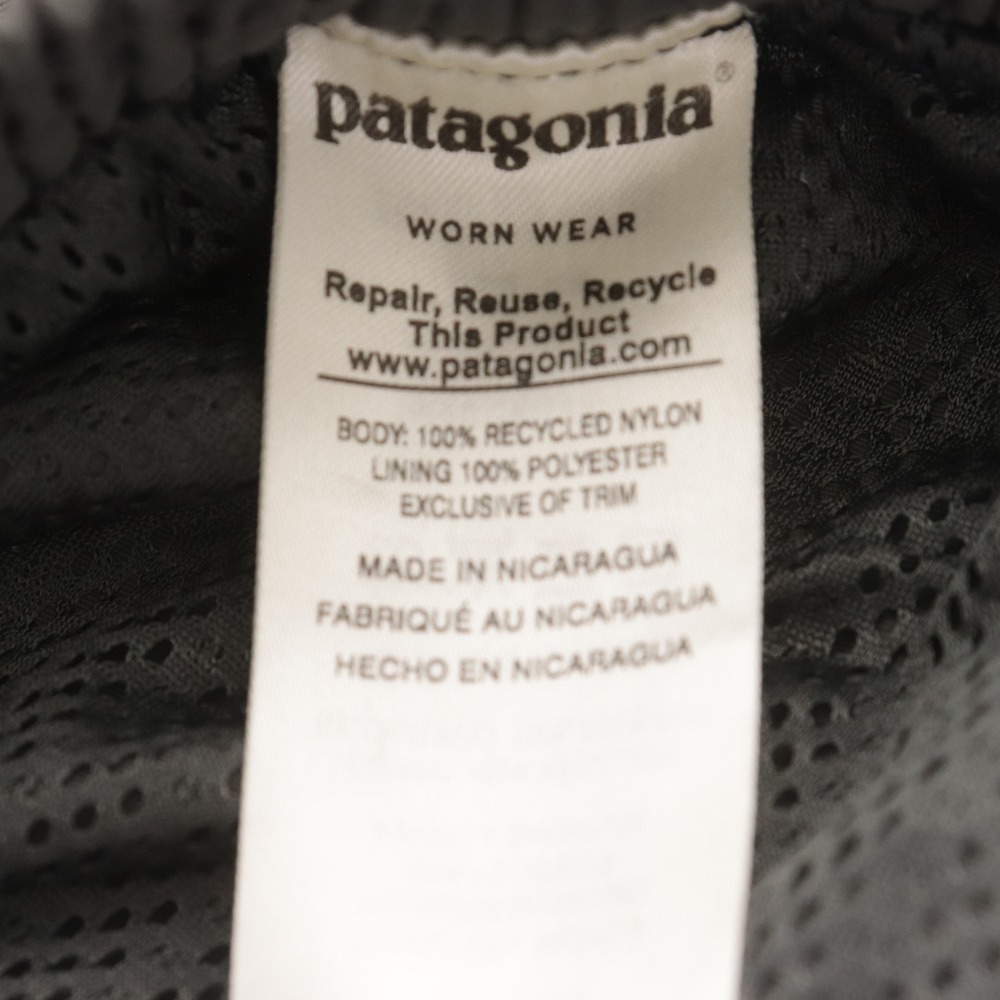 patagonia®
WORN WEAR
Repair, Reuse, Recycle
This Product
www.patagonia.com
BODY: 100% RECYCLED NYLON
LINING 100% POLYESTER
EXCLUSIVE OF TRIM
MADE IN NICARAGUA
FABRIQUÉ AU NICARAGUA
HECHO EN NICARAGUA